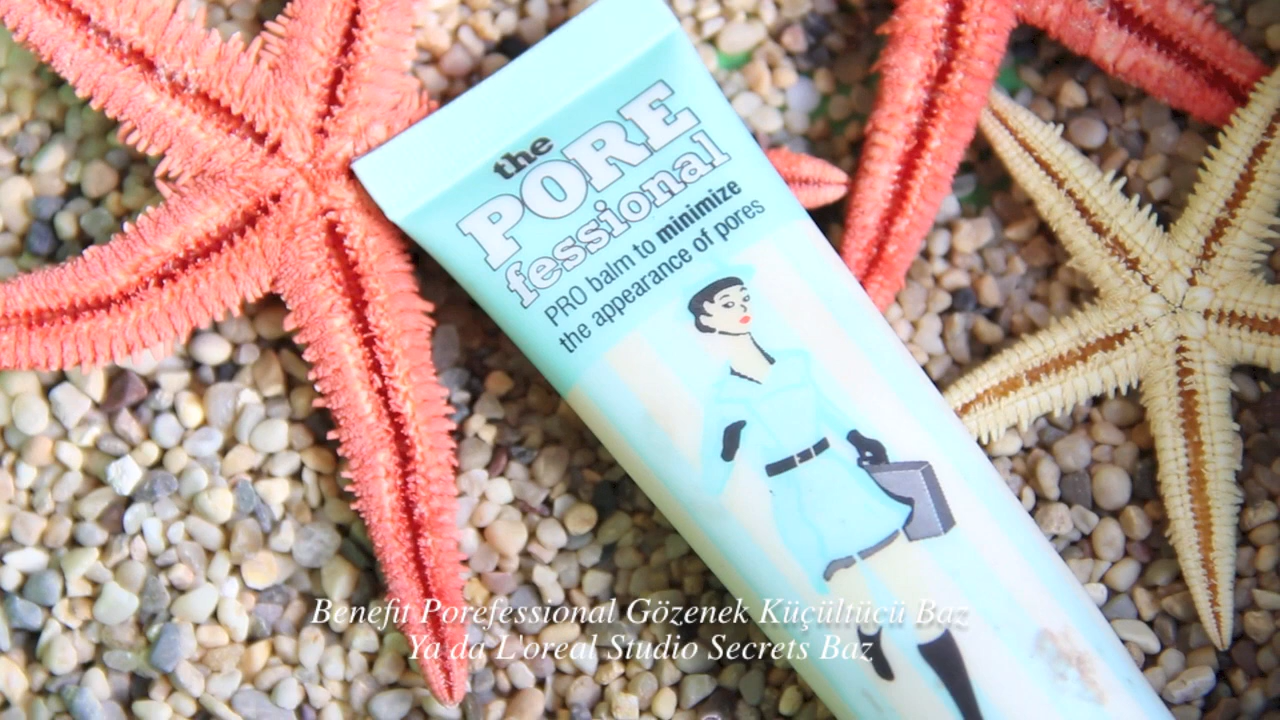 the
PORE
fessional
PRO balm to minimize
the appearance of pores
Benefit Porefessional Gözenek Küçültücü Baz
Ya da L'oreal Studio Secrets Baz